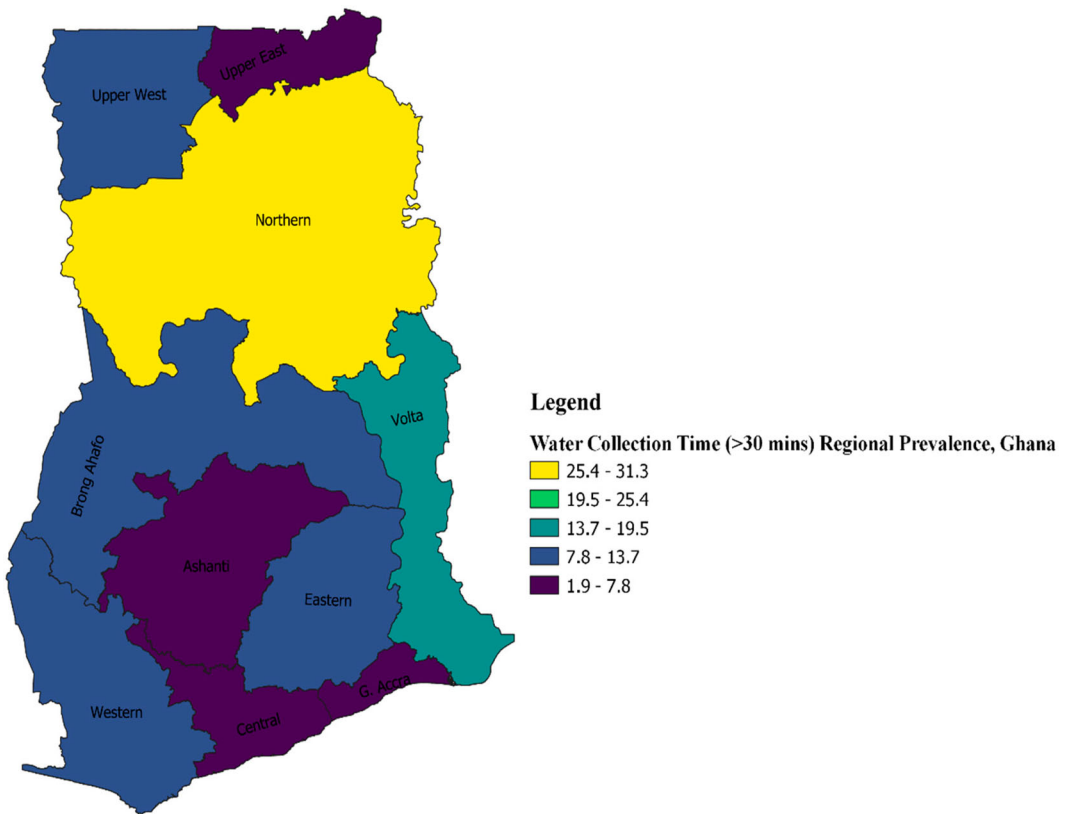 Upper East
Upper West
Northern
Volta
Brong Ahafo
Ashanti
Eastern
G. Accra
Western
Central
Legend
Water Collection Time (>30 mins) Regional Prevalence, Ghana
25.4 - 31.3
19.5 - 25.4
13.7 - 19.5
7.8 - 13.7
1.9 - 7.8